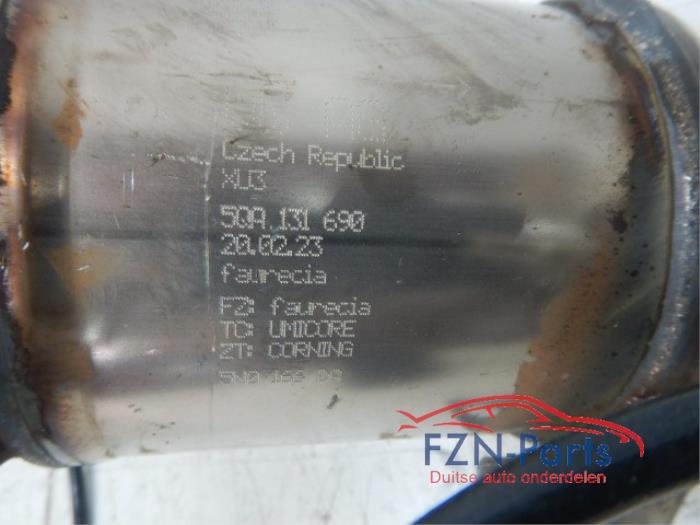 Czech Republic
XU3
5QA 131 690
20.02.23
faurecia
FZ: faurecia
TC: UMICORE
ZT: CORNING
FZN-Parts
Duitse auto onderdelen